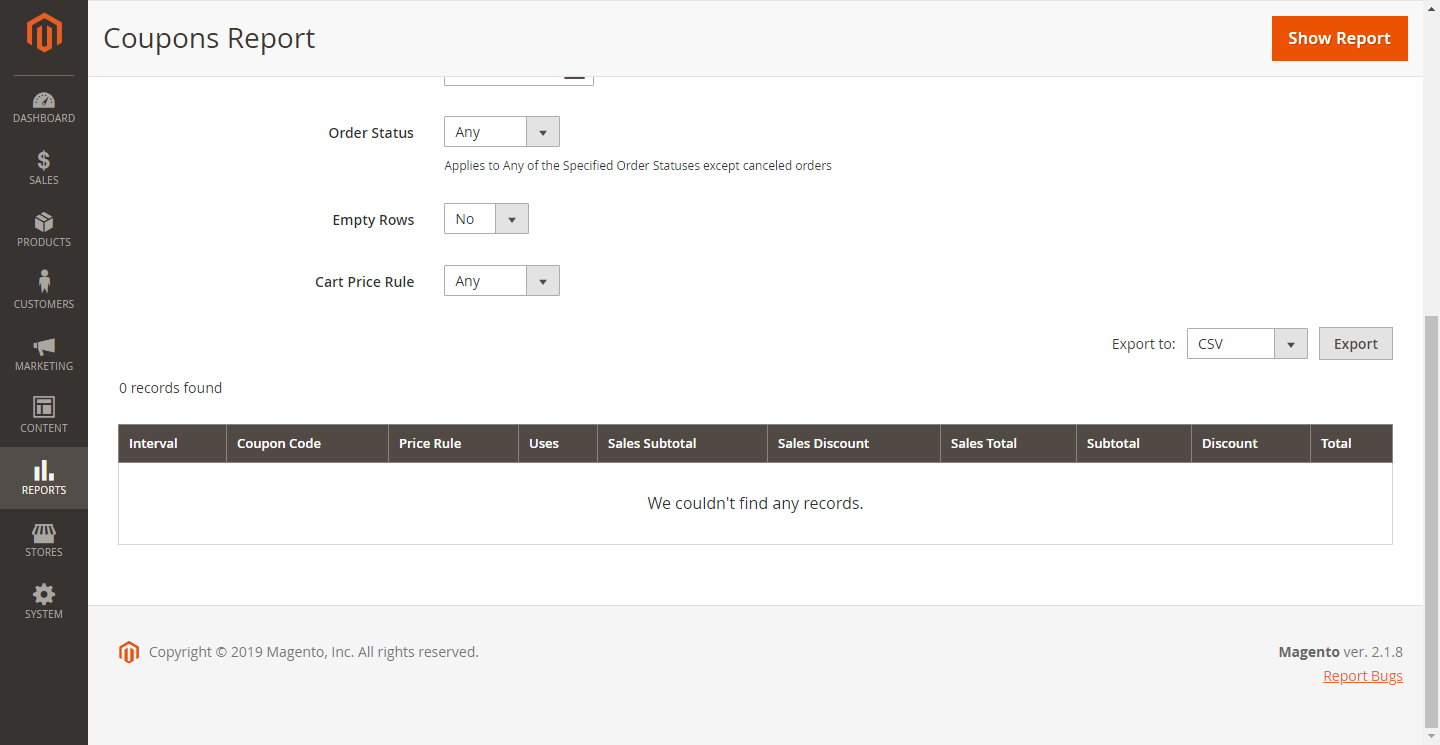 Coupons Report
Show Report
DASHBOARD
SALES
PRODUCTS
CUSTOMERS
MARKETING
CONTENT
REPORTS
STORES
SYSTEM
Order Status Any
Applies to Any of the Specified Order Statuses except canceled orders
Empty Rows No
Cart Price Rule Any
Export to: CSV Export
0 records found
Interval Coupon Code Price Rule Uses Sales Subtotal Sales Discount Sales Total Subtotal Discount Total
We couldn't find any records.
Copyright © 2019 Magento, Inc. All rights reserved.
Magento ver. 2.1.8
Report Bugs